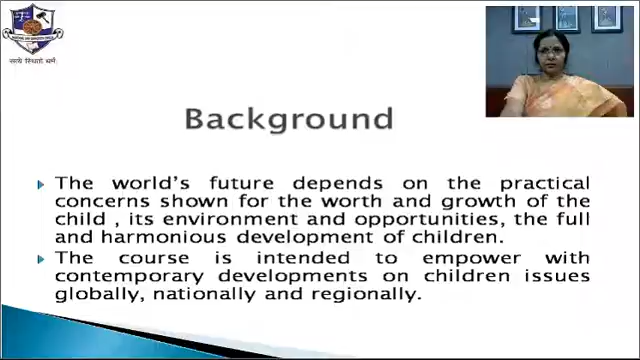 सत्ये स्थितो धर्मः
Background
The world's future depends on the practical
concerns shown for the worth and growth of the
child , its environment and opportunities, the full
and harmonious development of children.
The course is intended to empower with
contemporary developments on children issues
globally, nationally and regionally.